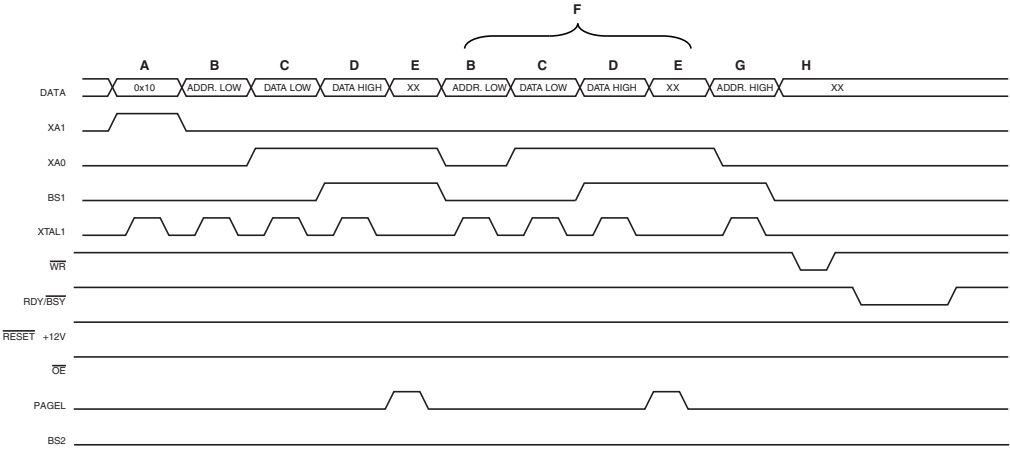 F
A B C D E B C D E G H
DATA 0x10 ADDR. LOW DATA LOW DATA HIGH XX ADDR. LOW DATA LOW DATA HIGH XX ADDR. HIGH XX
XA1
XA0
BS1
XTAL1
WR
RDY/BSY
RESET +12V
OE
PAGEL
BS2